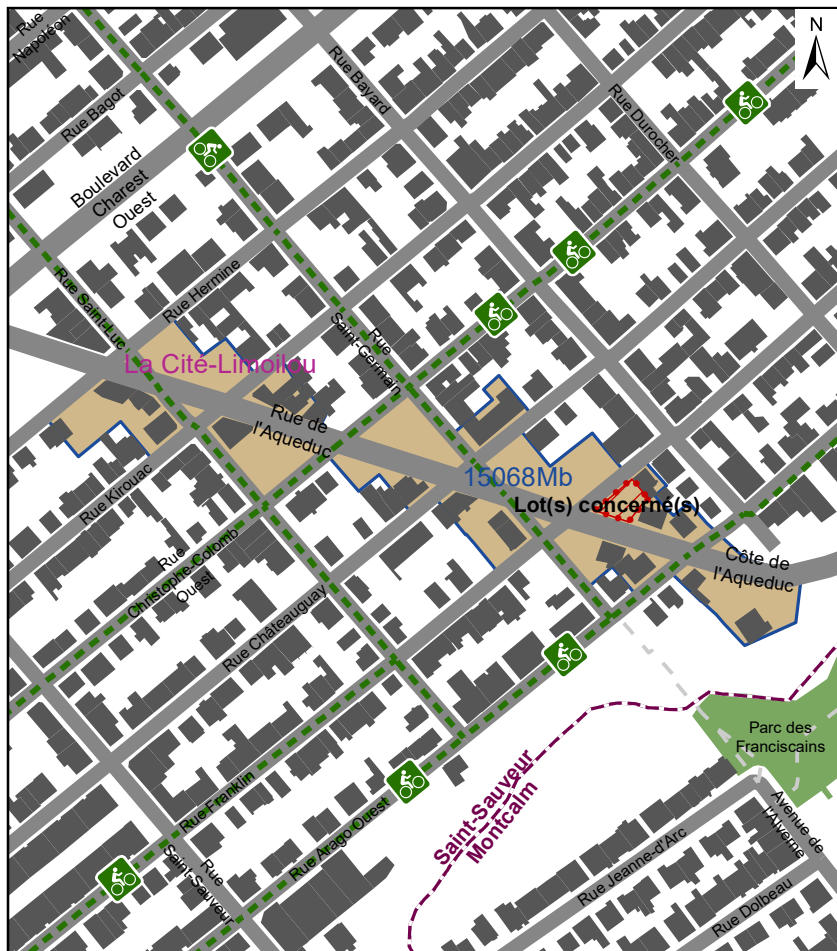 N
Rue
Napoléon
Rue Bagot
Rue Bayard
Rue Durocher
Boulevard
Charest
Ouest
Rue Hermine
Rue Saint-Luc
Rue
Saint-Germain
La Cité-Limoilou
Rue de
l'Aqueduc
15068Mb
Lot(s) concerné(s)
Rue Kirouac
Rue
Christophe-Colomb
Ouest
Côte de
l'Aqueduc
Rue Châteauguay
Parc des
Franciscains
Saint-Sauveur
Montcalm
Rue Franklin
Rue Arago Ouest
Avenue de
l'Alverne
Rue
Saint-Sauveur
Rue Jeanne-d'Arc
Rue Dolbeau